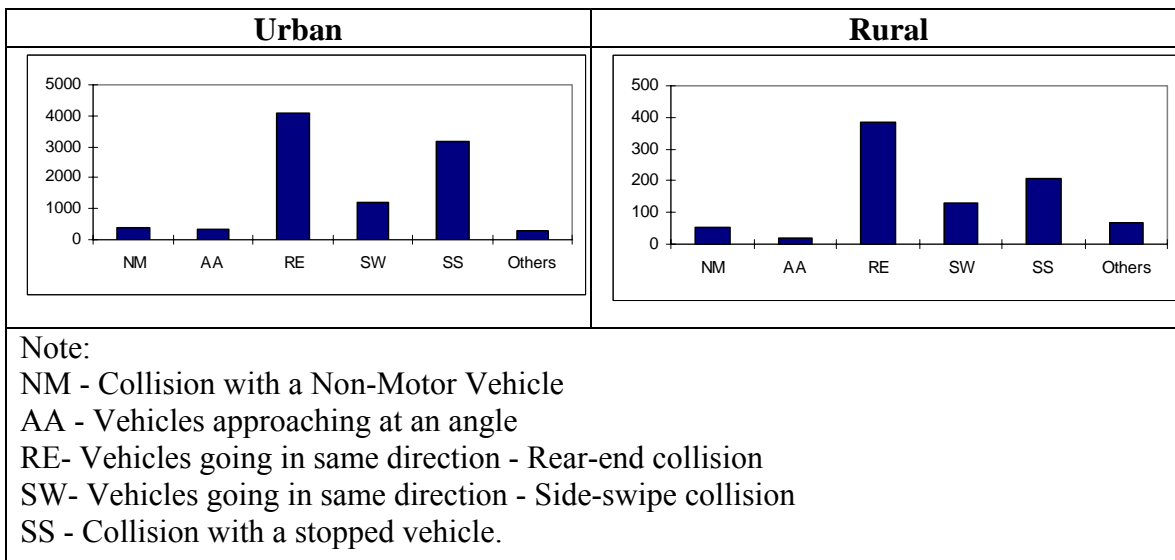 Urban
Rural
5000
4000
3000
2000
1000
0
NM AA RE SW SS Others
500
400
300
200
100
0
NM AA RE SW SS Others
Note:
NM - Collision with a Non-Motor Vehicle
AA - Vehicles approaching at an angle
RE- Vehicles going in same direction - Rear-end collision
SW- Vehicles going in same direction - Side-swipe collision
SS - Collision with a stopped vehicle.